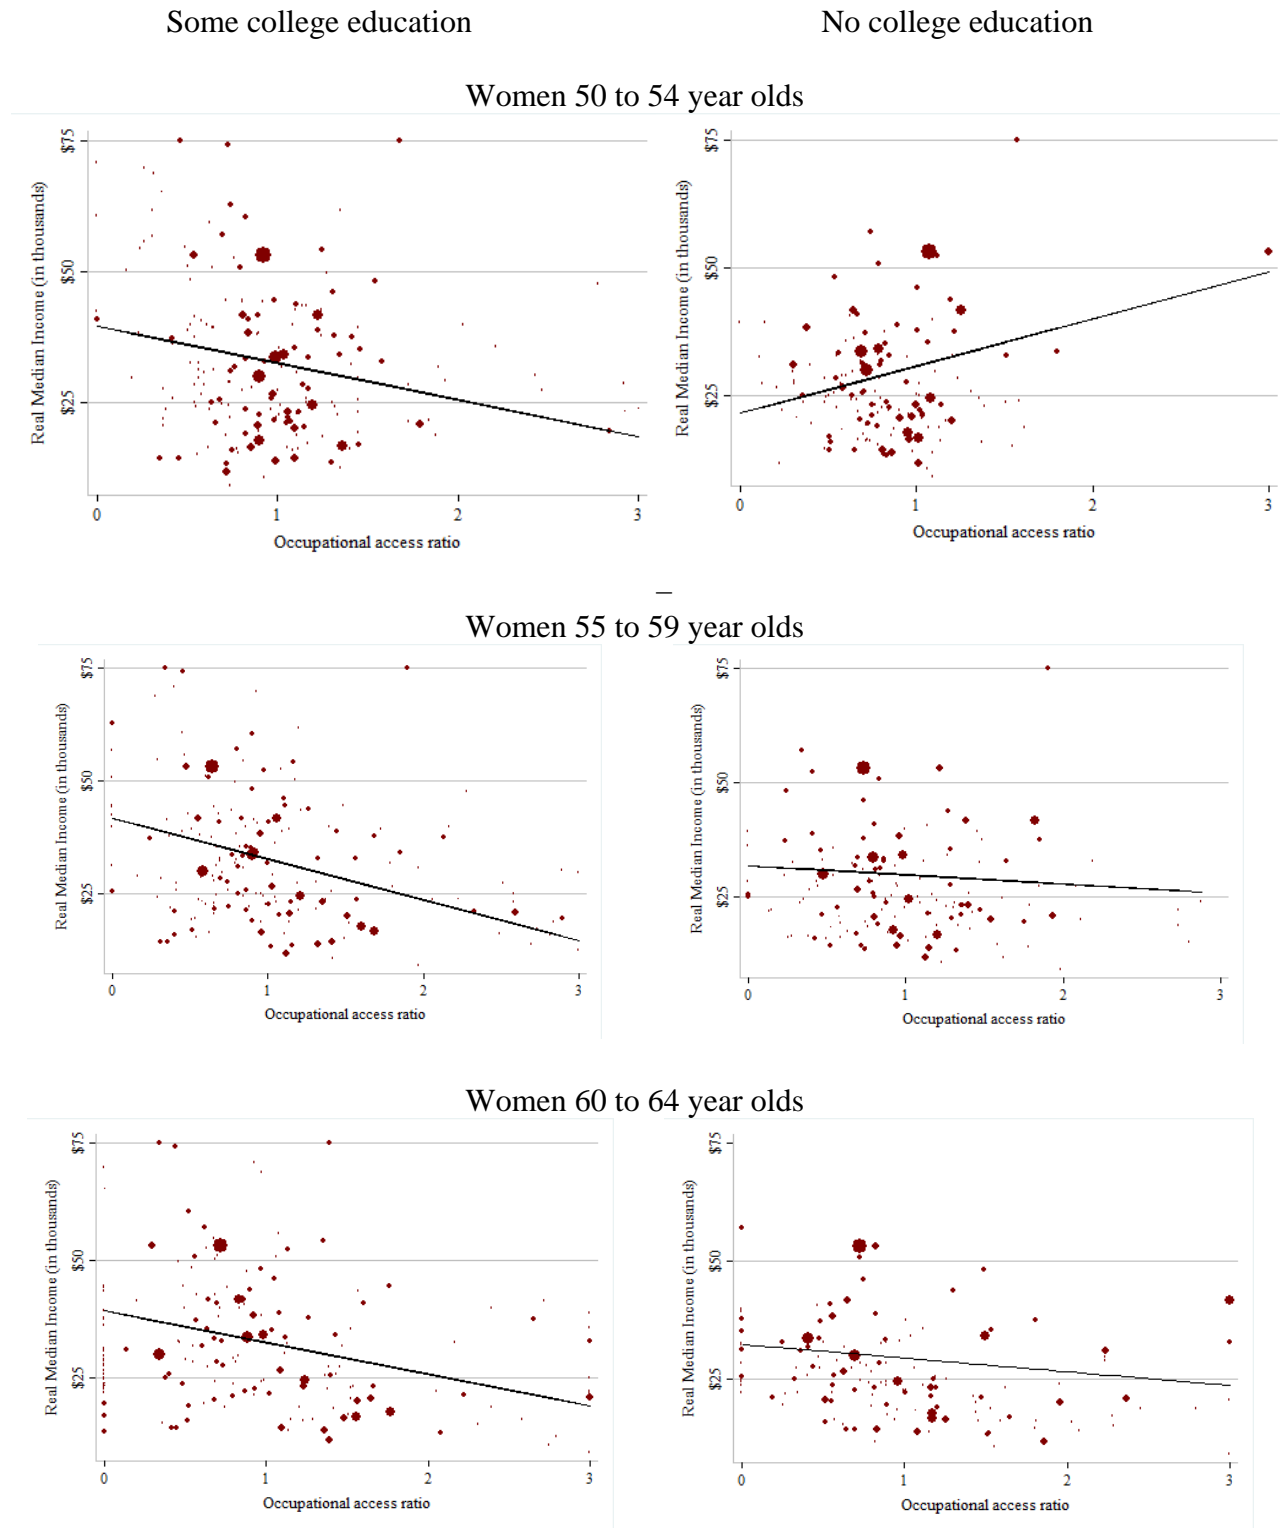 Some college education No college education
Women 50 to 54 year olds
Real Median Income (in thousands)
$75
$50
$25
0 1 2 3
Occupational access ratio
Real Median Income (in thousands)
$75
$50
$25
0 1 2 3
Occupational access ratio
–
Women 55 to 59 year olds
Real Median Income (in thousands)
$75
$50
$25
0 1 2 3
Occupational access ratio
Real Median Income (in thousands)
$75
$50
$25
0 1 2 3
Occupational access ratio
Women 60 to 64 year olds
Real Median Income (in thousands)
$75
$50
$25
0 1 2 3
Occupational access ratio
Real Median Income (in thousands)
$75
$50
$25
0 1 2 3
Occupational access ratio